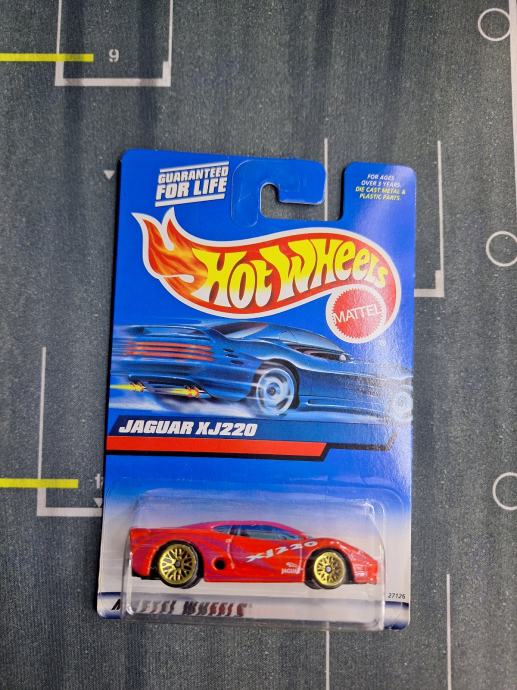 9
GUARANTEED
FOR LIFE
FOR AGES
OVER 3 YEARS.
DIE CAST METAL &
PLASTIC PARTS.
HOT WHEELS
MATTEL
JAGUAR XJ220
XJ220
JAGUAR
27126
WHEELS